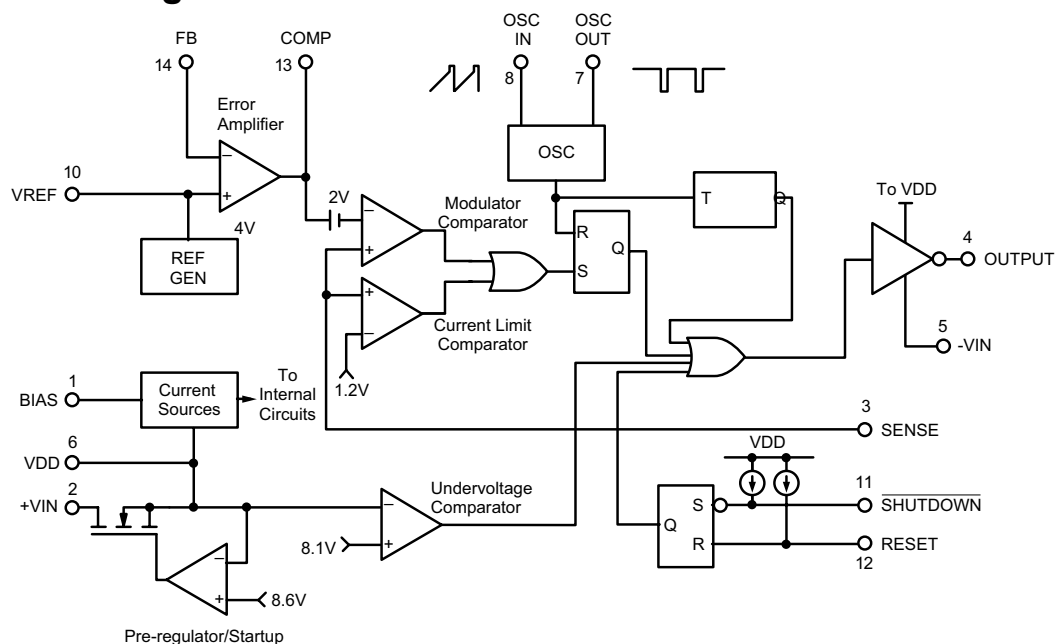 OSC OSC
IN OUT
FB COMP
14 13 8 7
Error
Amplifier
OSC
10
VREF
−
+
4V
REF
GEN
2V
−
+
Modulator
Comparator
+
−
Current Limit
Comparator
1.2V
R
S
Q
T
Q
To VDD
4
OUTPUT
5
-VIN
1
BIAS
Current
Sources
To
Internal
Circuits
3
SENSE
6
VDD
2
+VIN
−
+
8.1V
Undervoltage
Comparator
−
+
8.6V
Pre-regulator/Startup
VDD
S
Q
R
11
SHUTDOWN
RESET
12